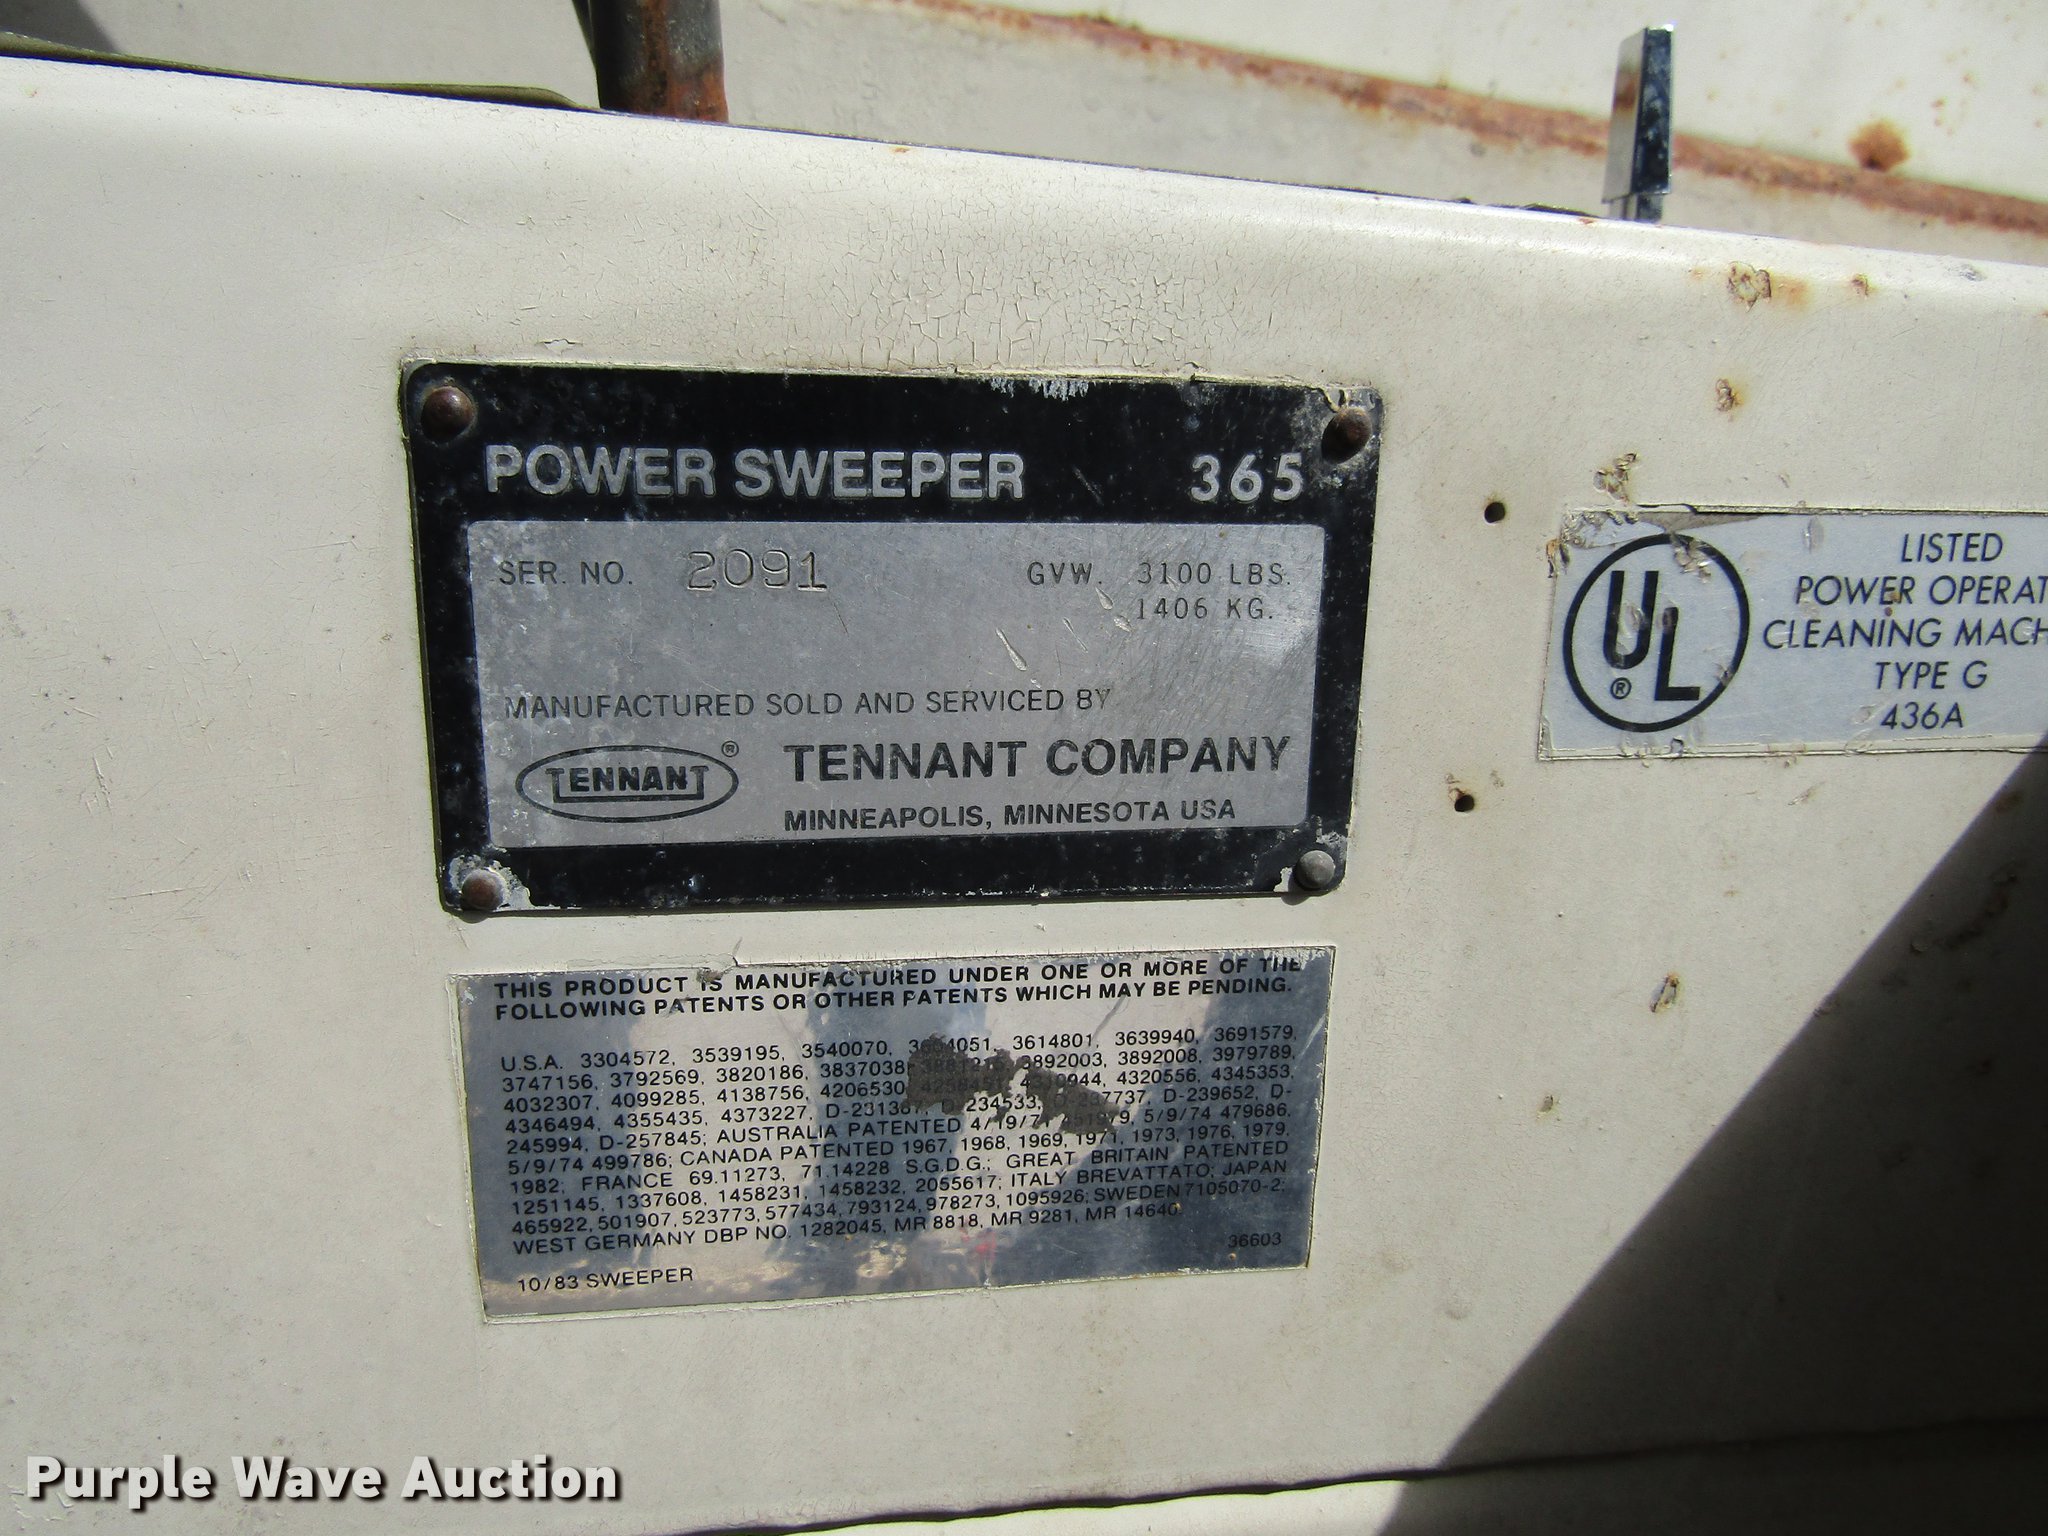 POWER SWEEPER 365
SER. NO. 2091 GVW. 3100 LBS.
1406 KG.
MANUFACTURED SOLD AND SERVICED BY
TENNANT ® TENNANT COMPANY
MINNEAPOLIS, MINNESOTA USA
UL ®
LISTED
POWER
CLEANING
TYPE G
436A
THIS PRODUCT IS MANUFACTURED UNDER ONE OR MORE OF THE
FOLLOWING PATENTS OR OTHER PATENTS WHICH MAY BE PENDING.
U.S.A. 3304572, 3539195, 3540070, 3614801, 3639940, 3691579,
3747156, 3792569, 3820186, 3837038, 3892003, 3892008, 3979789,
4032307, 4099285, 4138756, 4206530, 4320556, 4345353,
4346494, 4355435, 4373227, D-234533, D-239652, D-
245994, D-257845; AUSTRALIA PATENTED 5/9/74 479686,
5/9/74 499786; CANADA PATENTED 1967, 1968, 1969, 1971, 1973, 1976, 1979,
1982; FRANCE 69.11273, 71.14228 S.G.D.G.; GREAT BRITAIN PATENTED
1251145, 1337608, 1458231, 1458232, 2055617; ITALY BREVATTATO; JAPAN
465922, 501907, 523773, 577434, 793124, 978273, 1095926; SWEDEN 7105070-2;
WEST GERMANY DBP NO. 1282045, MR 8818, MR 9281, MR 14640.
36603
10/83 SWEEPER
Purple Wave Auction